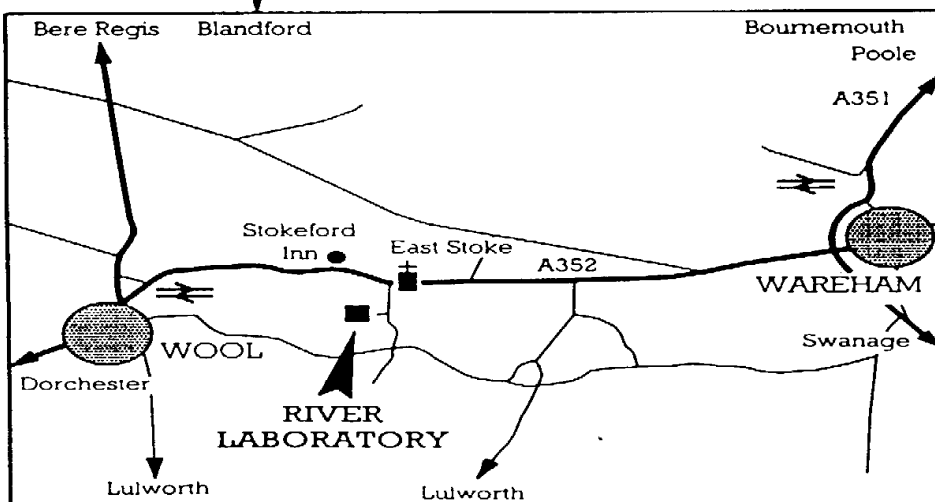 Bere Regis Blandford
Bournemouth
Poole
A351
Stokeford
Inn
East Stoke
A352
WAREHAM
WOOL
Swanage
Dorchester
RIVER
LABORATORY
Lulworth
Lulworth